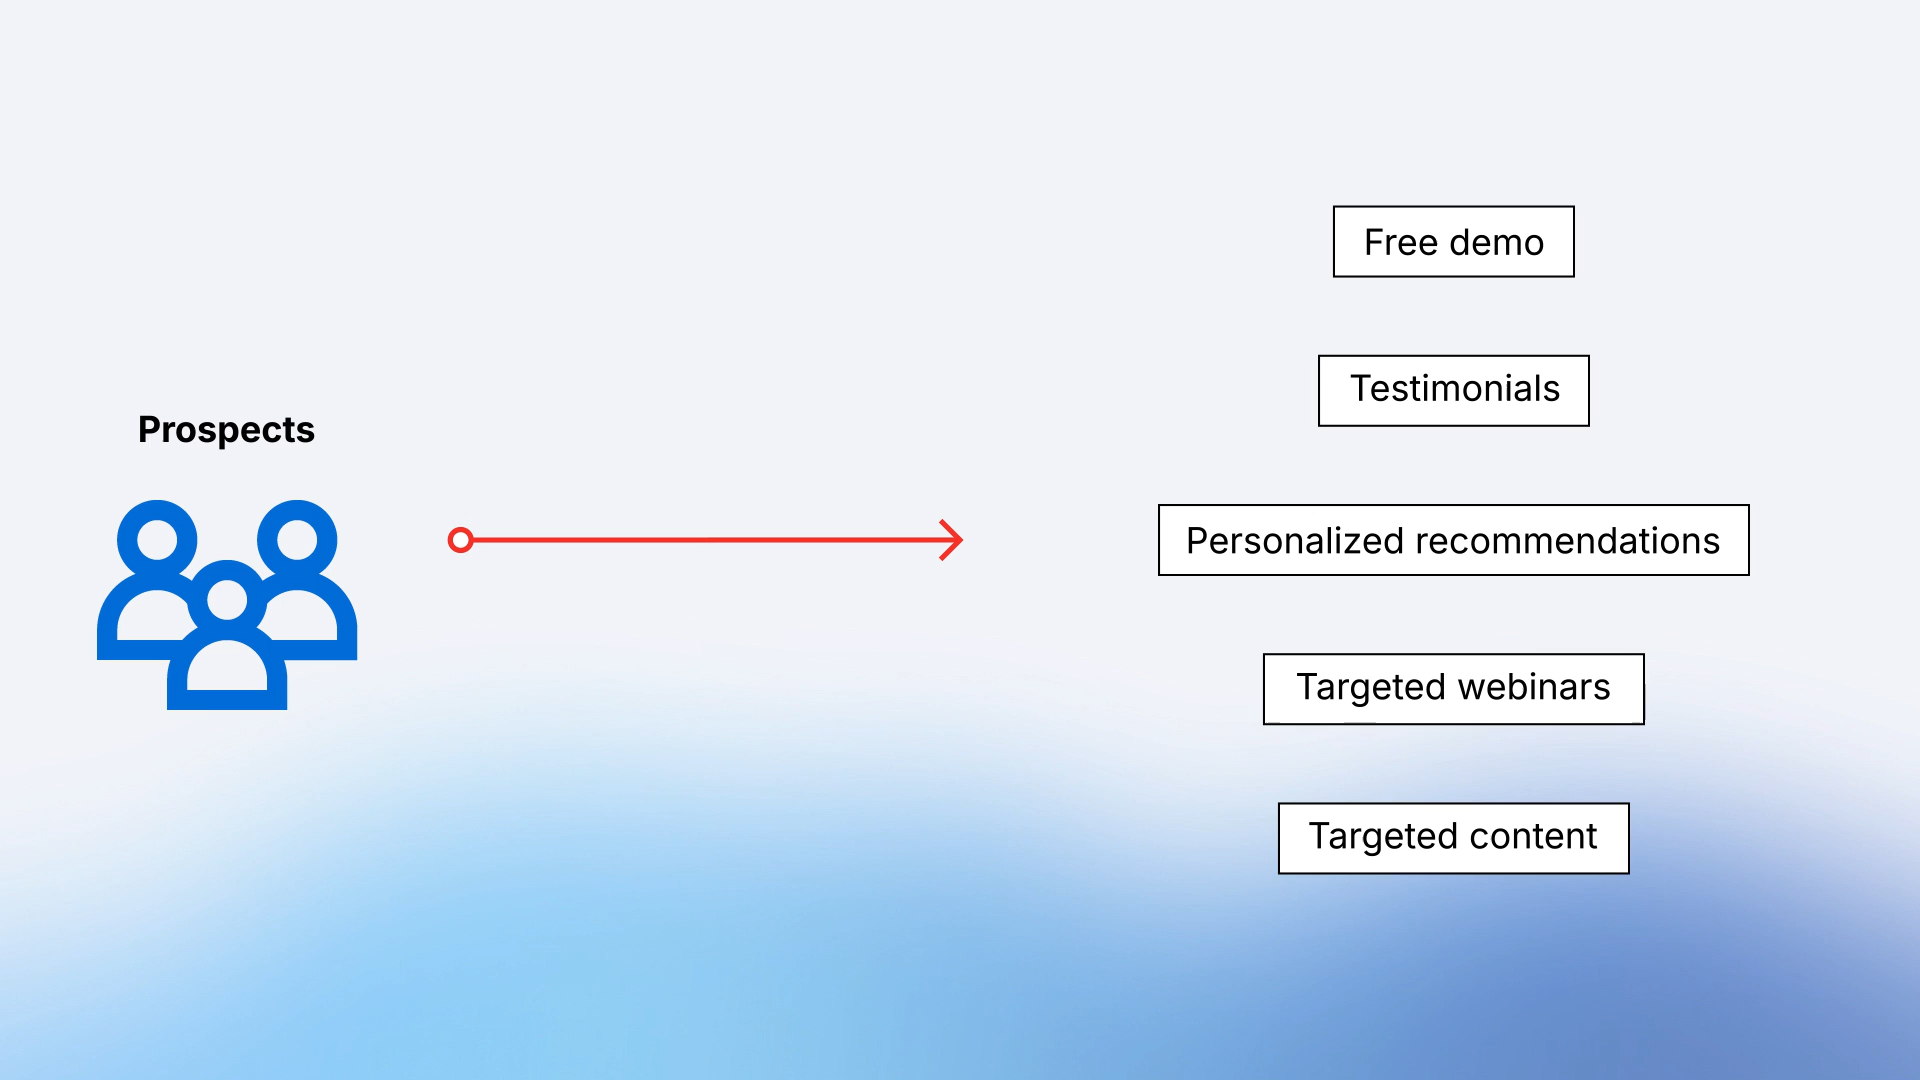 Prospects
Free demo
Testimonials
Personalized recommendations
Targeted webinars
Targeted content